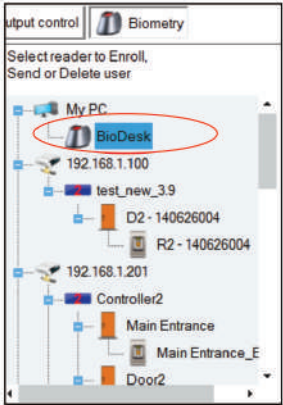 utput control Biometry
Select reader to Enroll,
Send or Delete user
My PC
BioDesk
192.168.1.100
test_new_3.9
D2 - 140626004
R2 - 140626004
192.168.1.201
Controller2
Main Entrance
Main Entrance_E
Door2